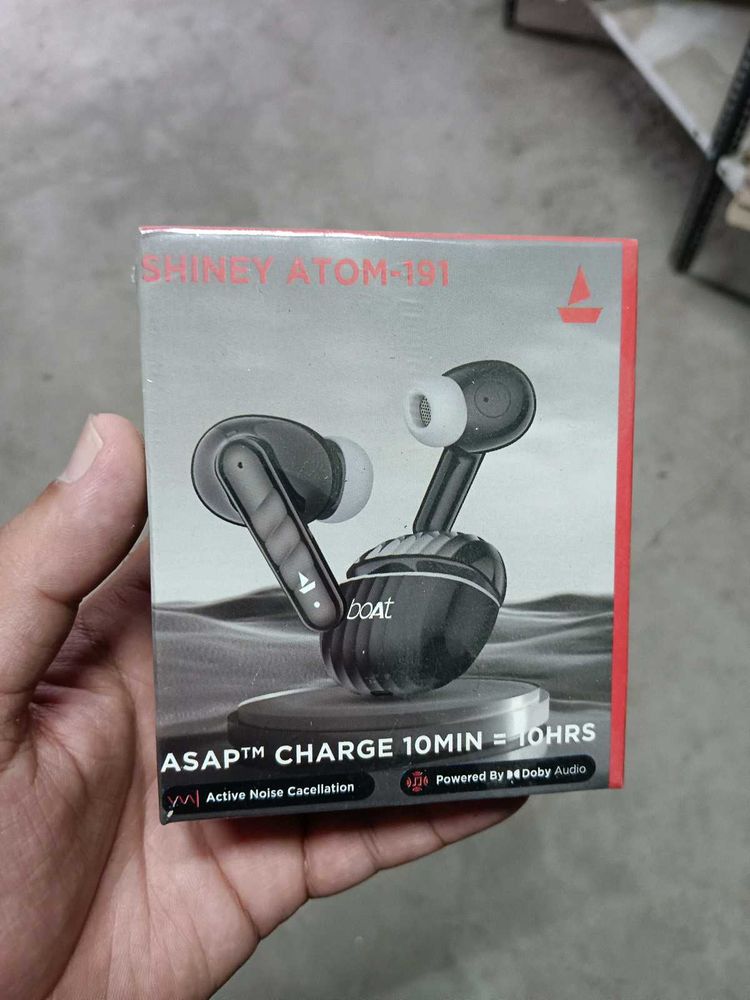 SHINEY ATOM-191
boAt
ASAP™ CHARGE 10MIN = 10HRS
Active Noise Cacellation
Powered By Doby Audio